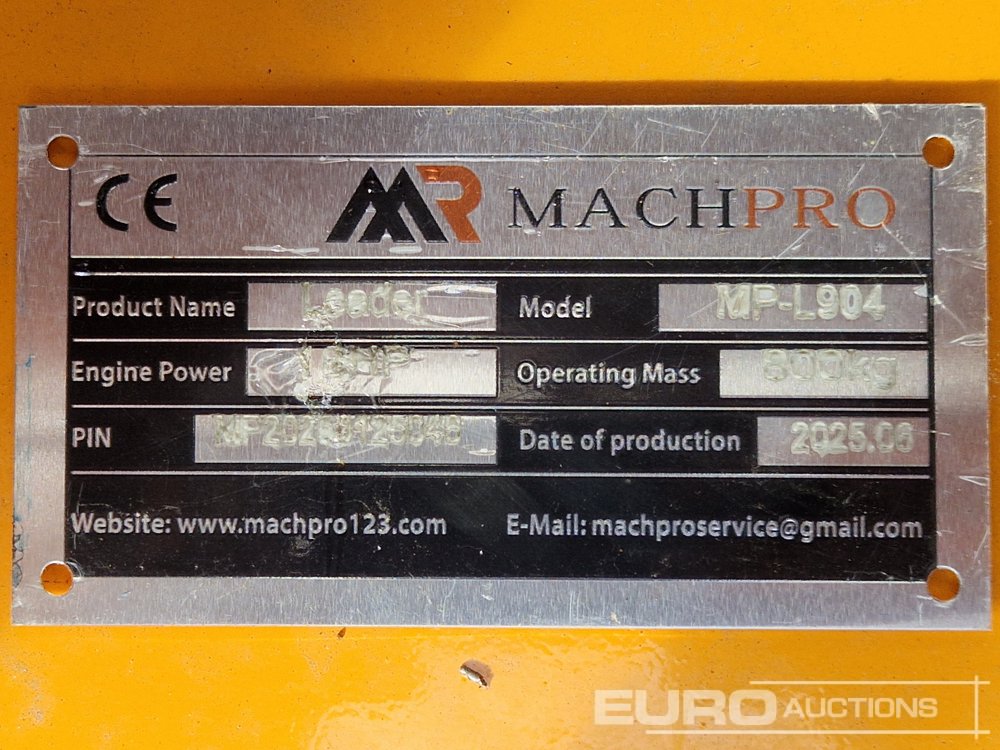 CE MR MACHPRO
Product Name Loader Model MP-L904
Engine Power Operating Mass 800kg
PIN Date of production 2025.06
Website: www.machpro123.com E-Mail: machproservice@gmail.com
EURO AUCTIONS